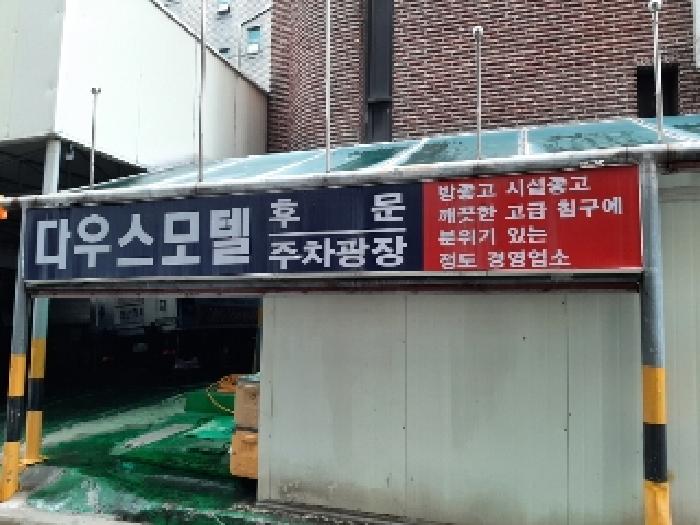 다우스모텔
후 문
주차광장
방좋고 시설좋고
깨끗한 고급 침구에
분위기 있는
정도 경영업소